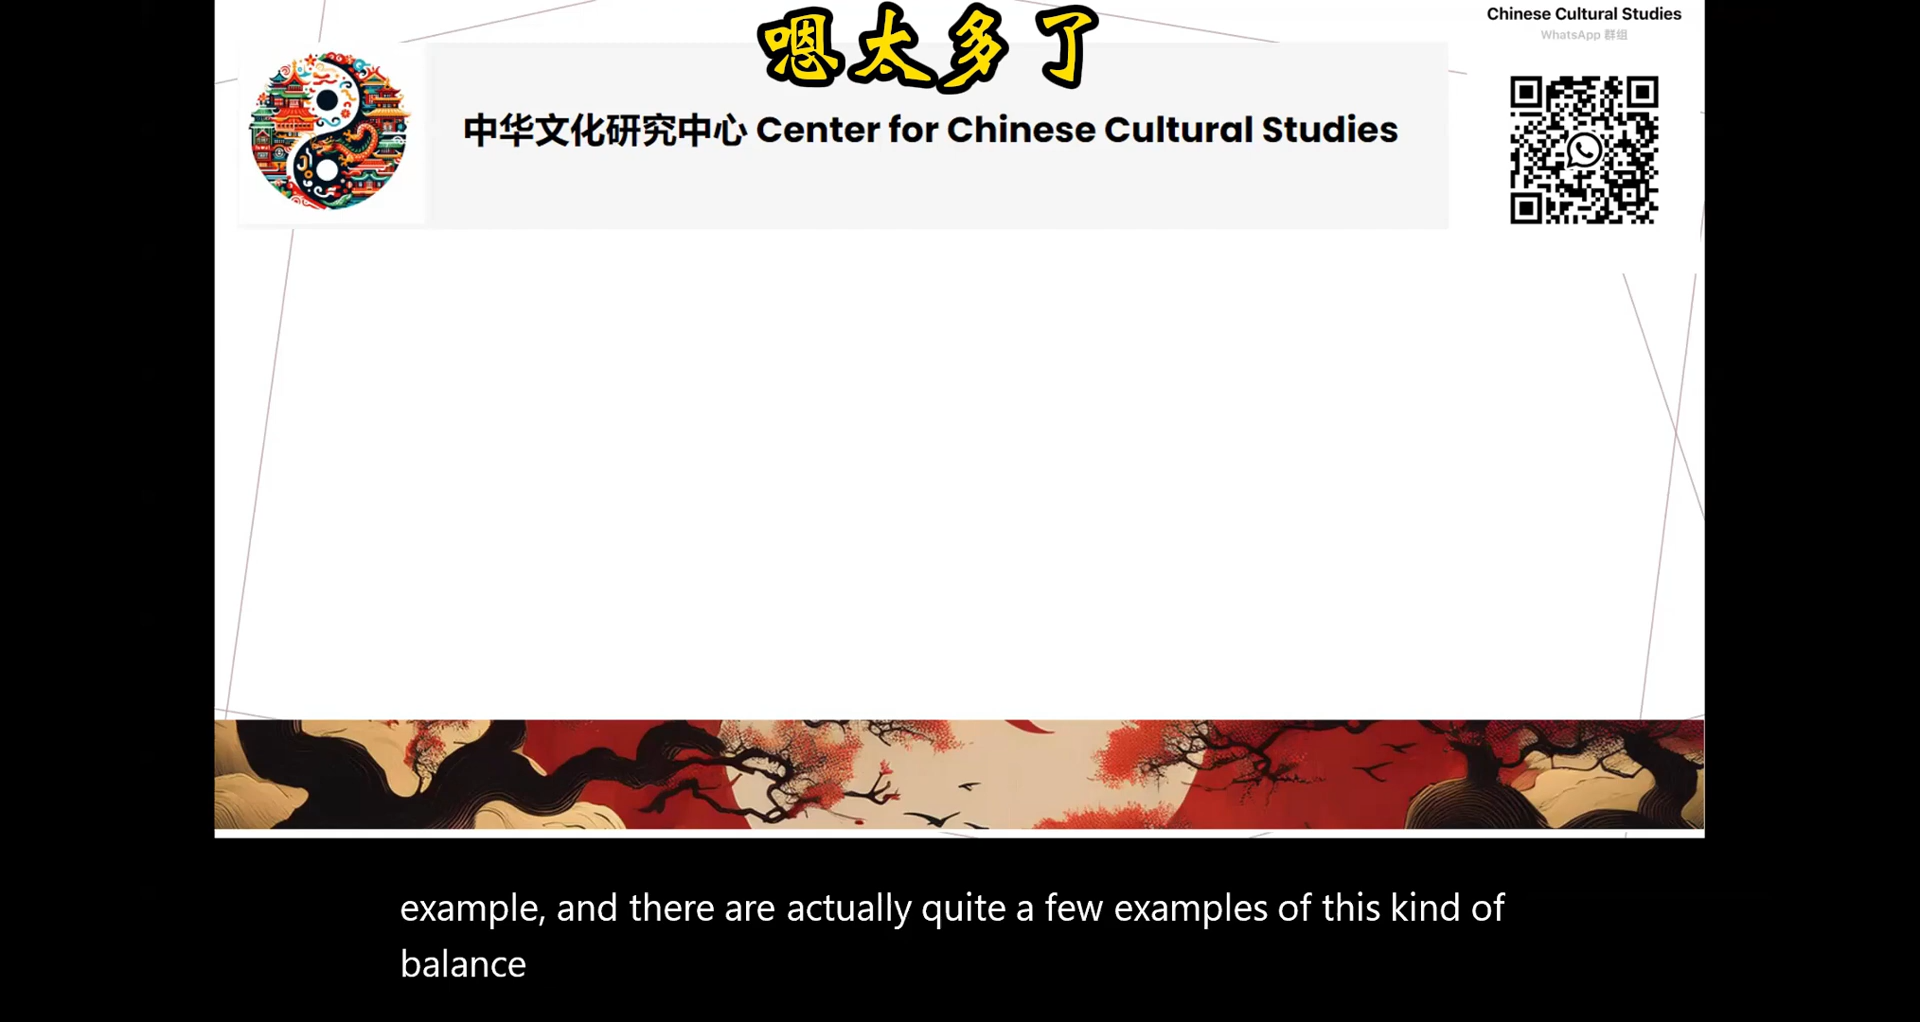 Chinese Cultural Studies
WhatsApp 群组
嗯太多了
中华文化研究中心 Center for Chinese Cultural Studies
example, and there are actually quite a few examples of this kind of
balance